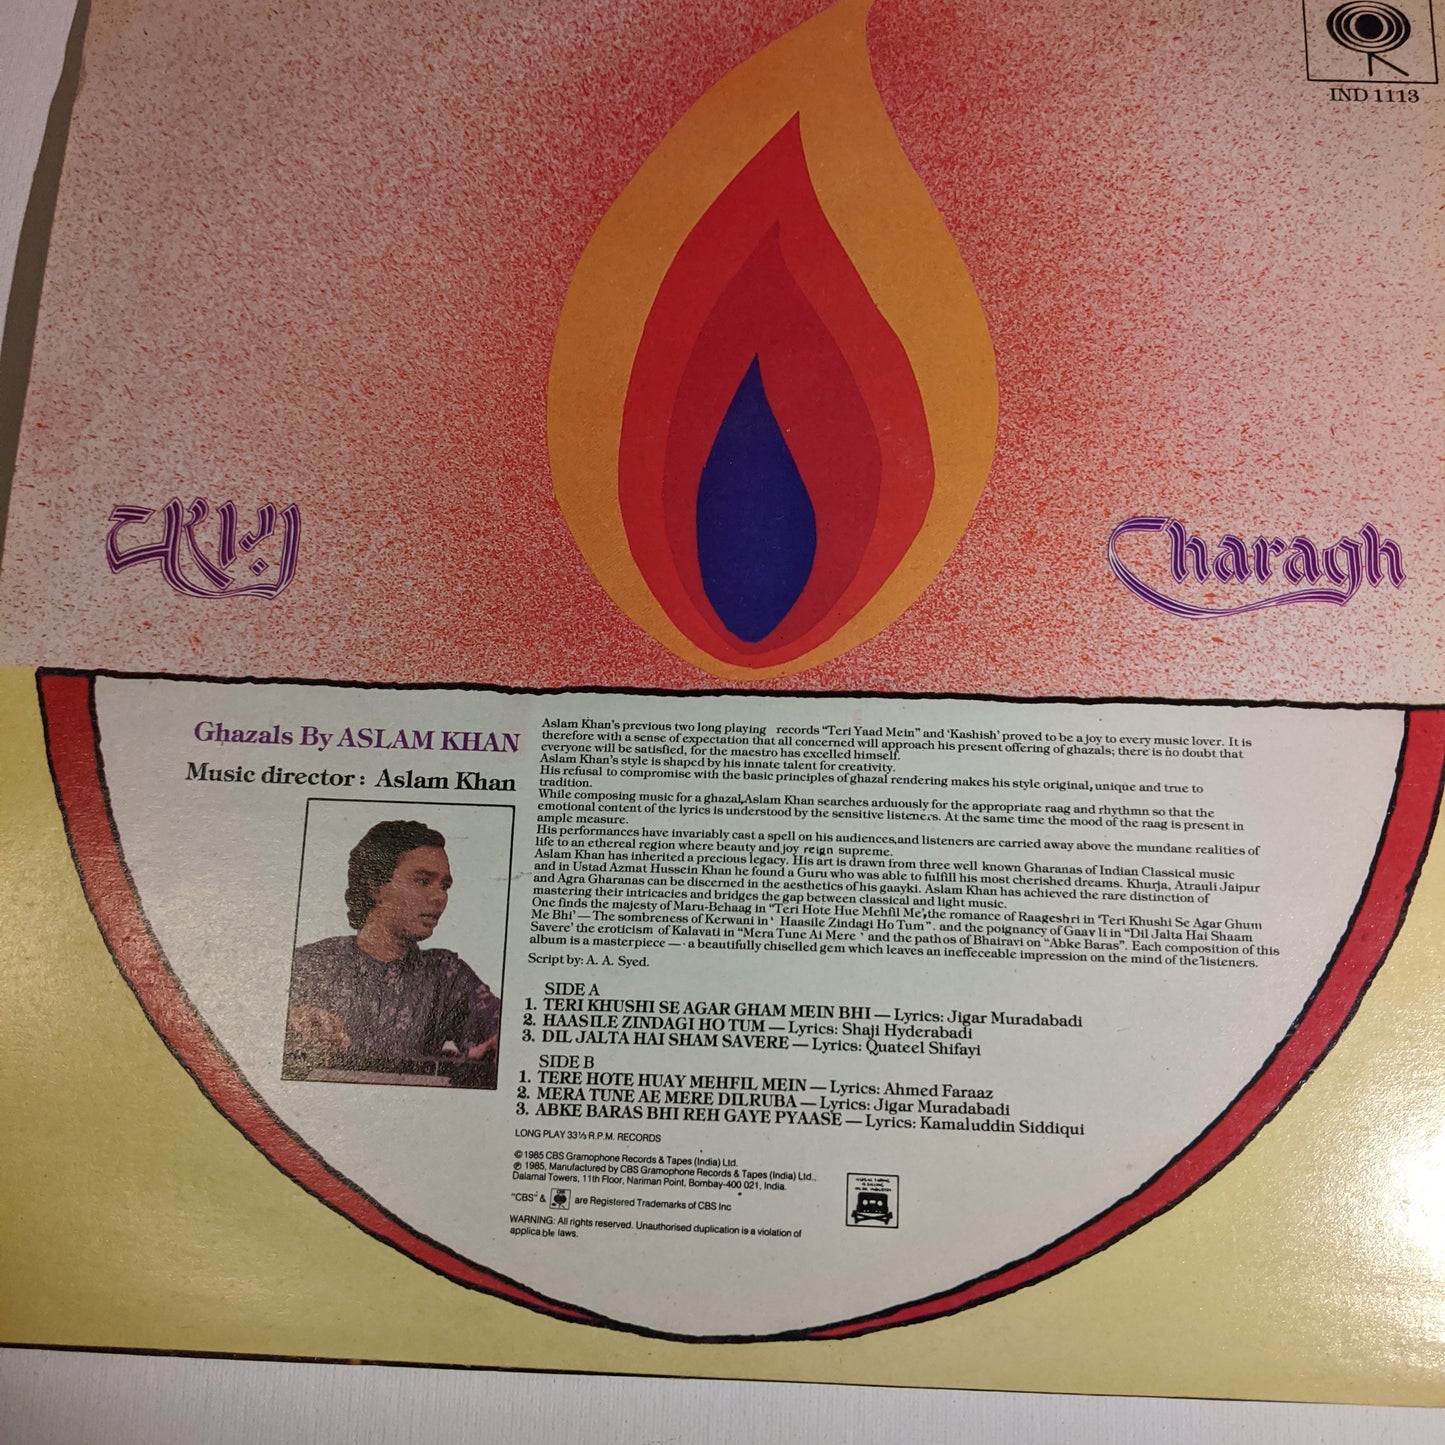 IND 1113
Charagh
Ghazals By ASLAM KHAN
Music director: Aslam Khan
Aslam Khan's previous two long playing records "Teri Yaad Mein" and 'Kashish' proved to be a joy to every music lover. It is
therefore with a sense of expectation that all concerned will approach his present offering of ghazals; there is no doubt that
everyone will be satisfied, for the maestro has excelled himself.
Aslam Khan's style is shaped by his innate talent for creativity.
His refusal to compromise with the basic principles of ghazal rendering makes his style original, unique and true to
tradition.
While composing music for a ghazal, Aslam Khan searches arduously for the appropriate raag and rhythmn so that the
emotional content of the lyrics is understood by the sensitive listeners. At the same time the mood of the raag is present in
ample measure.
His performances have invariably cast a spell on his audiences, and listeners are carried away above the mundane realities of
life to an ethereal region where beauty and joy reign supreme.
Aslam Khan has inherited a precious legacy. His art is drawn from three well known Gharanas of Indian Classical music
and in Ustad Azmat Hussein Khan he found a Guru who was able to fulfill his most cherished dreams. Khurja, Atrauli Jaipur
and Agra Gharanas can be discerned in the aesthetics of his gaayki. Aslam Khan has achieved the rare distinction of
mastering their intricacies and bridges the gap between classical and light music.
One finds the majesty of Maru-Behaag in "Teri Hote Hue Mehfil Me', the romance of Raageshri in 'Teri Khushi Se Agar Ghum
Me Bhi' — The sombreness of Kerwani in ' Haasile Zindagi Ho Tum". and the poignancy of Gaavli in "Dil Jalta Hai Shaam
Savere' the eroticism of Kalavati in "Mera Tune Ai Mere ' and the pathos of Bhairavi on "Abke Baras". Each composition of this
album is a masterpiece — a beautifully chiselled gem which leaves an ineffeceable impression on the mind of the listeners.
Script by: A. A. Syed.
SIDE A
1. TERI KHUSHI SE AGAR GHAM MEIN BHI — Lyrics: Jigar Muradabadi
2. HAASILE ZINDAGI HO TUM — Lyrics: Shaji Hyderabadi
3. DIL JALTA HAI SHAM SAVERE — Lyrics: Quateel Shifayi
SIDE B
1. TERE HOTE HUAY MEHFIL MEIN — Lyrics: Ahmed Faraaz
2. MERA TUNE AE MERE DILRUBA — Lyrics: Jigar Muradabadi
3. ABKE BARAS BHI REH GAYE PYAASE — Lyrics: Kamaluddin Siddiqui
LONG PLAY 33⅓ R.P.M. RECORDS
© 1985 CBS Gramophone Records & Tapes (India) Ltd.
℗ 1985, Manufactured by CBS Gramophone Records & Tapes (India) Ltd.,
Dalamal Towers, 11th Floor, Nariman Point, Bombay-400 021, India.
"CBS" & are Registered Trademarks of CBS Inc
WARNING: All rights reserved. Unauthorised duplication is a violation of
applicable laws.